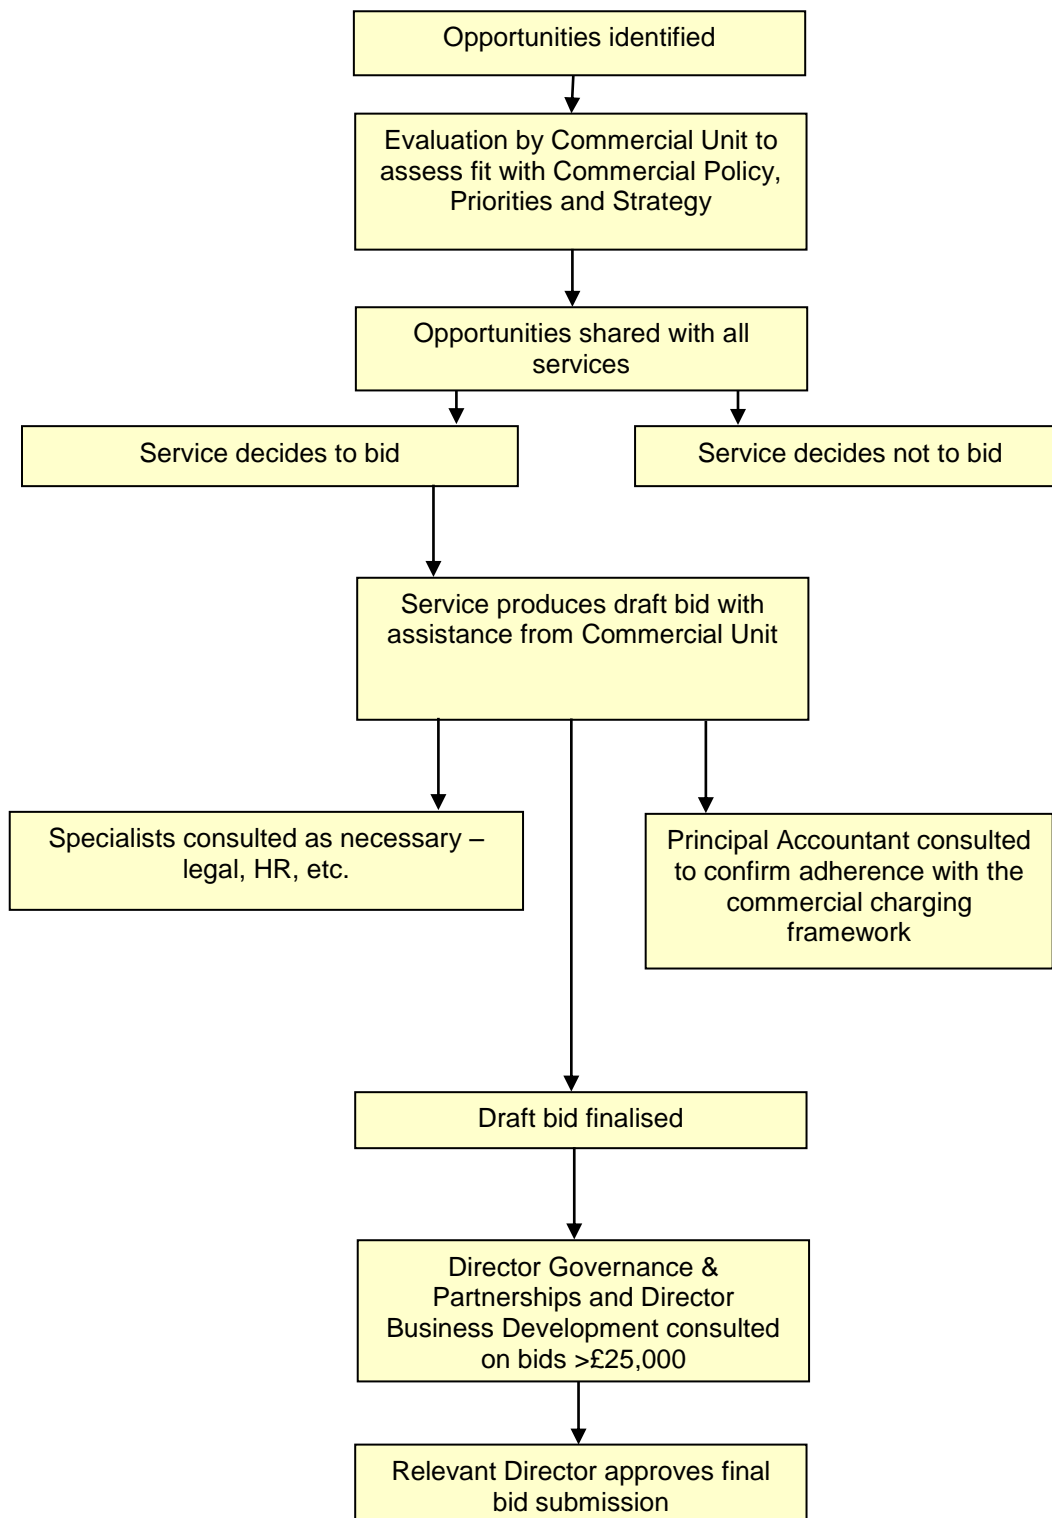 Opportunities identified
Evaluation by Commercial Unit to
assess fit with Commercial Policy,
Priorities and Strategy
Opportunities shared with all
services
Service decides to bid
Service decides not to bid
Service produces draft bid with
assistance from Commercial Unit
Specialists consulted as necessary –
legal, HR, etc.
Principal Accountant consulted
to confirm adherence with the
commercial charging
framework
Draft bid finalised
Director Governance &
Partnerships and Director
Business Development consulted
on bids >£25,000
Relevant Director approves final
bid submission